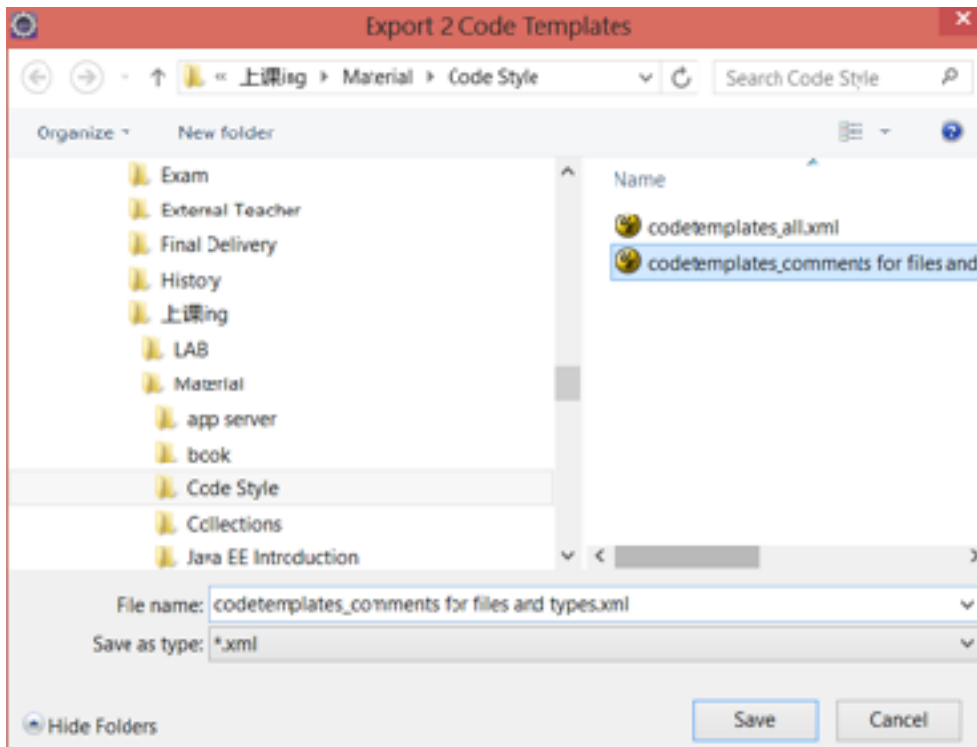 Export 2 Code Templates
« 上课ing Material Code Style
Search Code Style
Organize New folder
Name
Exam
External Teacher
Final Delivery
History
上课ing
LAB
Material
app server
book
Code Style
Collections
Java EE Introduction
codetemplates_all.xml
codetemplates_comments for files and
File name: codetemplates_comments for files and types.xml
Save as type: *.xml
Hide Folders
Save
Cancel